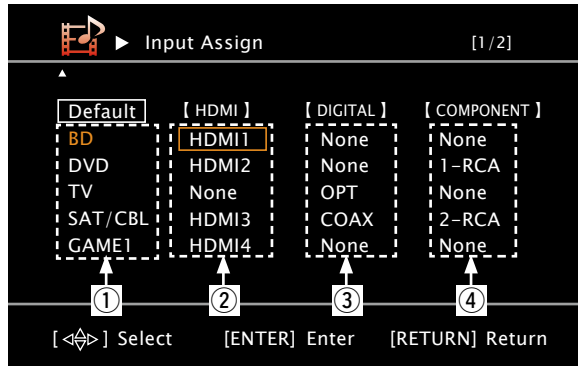 ▶ Input Assign [1/2]
▲
Default 【 HDMI 】 【 DIGITAL 】 【 COMPONENT 】
BD HDMI1 None None
DVD HDMI2 None 1-RCA
TV None OPT None
SAT/CBL HDMI3 COAX 2-RCA
GAME1 HDMI4 None None
① ② ③ ④
[◁△▽▷] Select [ENTER] Enter [RETURN] Return